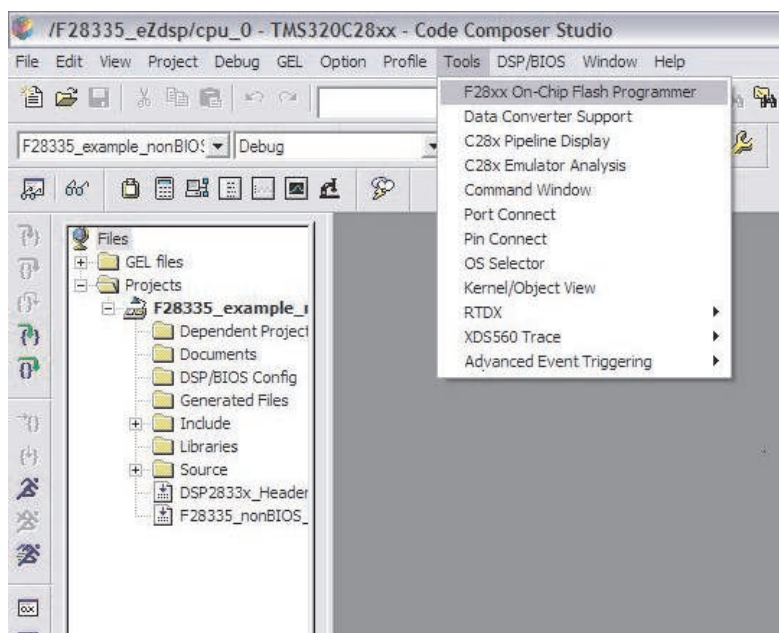 /F28335_eZdsp/cpu_0 - TMS320C28xx - Code Composer Studio
File Edit View Project Debug GEL Option Profile Tools DSP/BIOS Window Help
F28335_example_nonBIO Debug
F28xx On-Chip Flash Programmer
Data Converter Support
C28x Pipeline Display
C28x Emulator Analysis
Command Window
Port Connect
Pin Connect
OS Selector
Kernel/Object View
RTDX
XDS560 Trace
Advanced Event Triggering
Files
GEL files
Projects
F28335_example_
Dependent Project
Documents
DSP/BIOS Config
Generated Files
Include
Libraries
Source
DSP2833x_Header
F28335_nonBIOS_